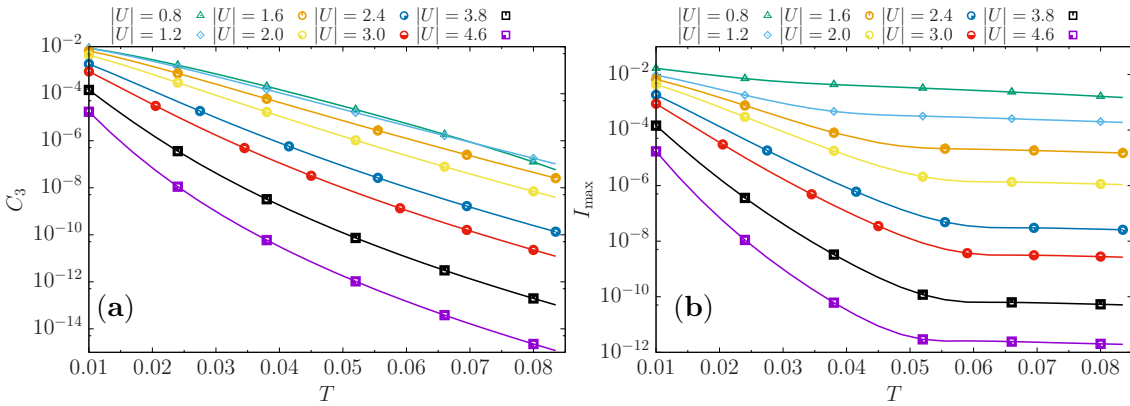 |U| = 0.8 |U| = 1.6 |U| = 2.4 |U| = 3.8
|U| = 1.2 |U| = 2.0 |U| = 3.0 |U| = 4.6
10⁻²
10⁻⁴
10⁻⁶
10⁻⁸
10⁻¹⁰
10⁻¹²
10⁻¹⁴
C₃
(a)
0.01 0.02 0.03 0.04 0.05 0.06 0.07 0.08
T
|U| = 0.8 |U| = 1.6 |U| = 2.4 |U| = 3.8
|U| = 1.2 |U| = 2.0 |U| = 3.0 |U| = 4.6
10⁻²
10⁻⁴
10⁻⁶
10⁻⁸
10⁻¹⁰
10⁻¹²
I_max
(b)
0.01 0.02 0.03 0.04 0.05 0.06 0.07 0.08
T